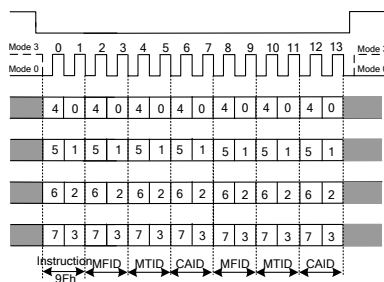 Mode 3 0 1 2 3 4 5 6 7 8 9 10 11 12 13 Mode 3
Mode 0 Mode 0
4 0 4 0 4 0 4 0 4 0 4 0 4 0
5 1 5 1 5 1 5 1 5 1 5 1 5 1
6 2 6 2 6 2 6 2 6 2 6 2 6 2
7 3 7 3 7 3 7 3 7 3 7 3 7 3
Instruction MFID MTID CAID MFID MTID CAID
9Eh